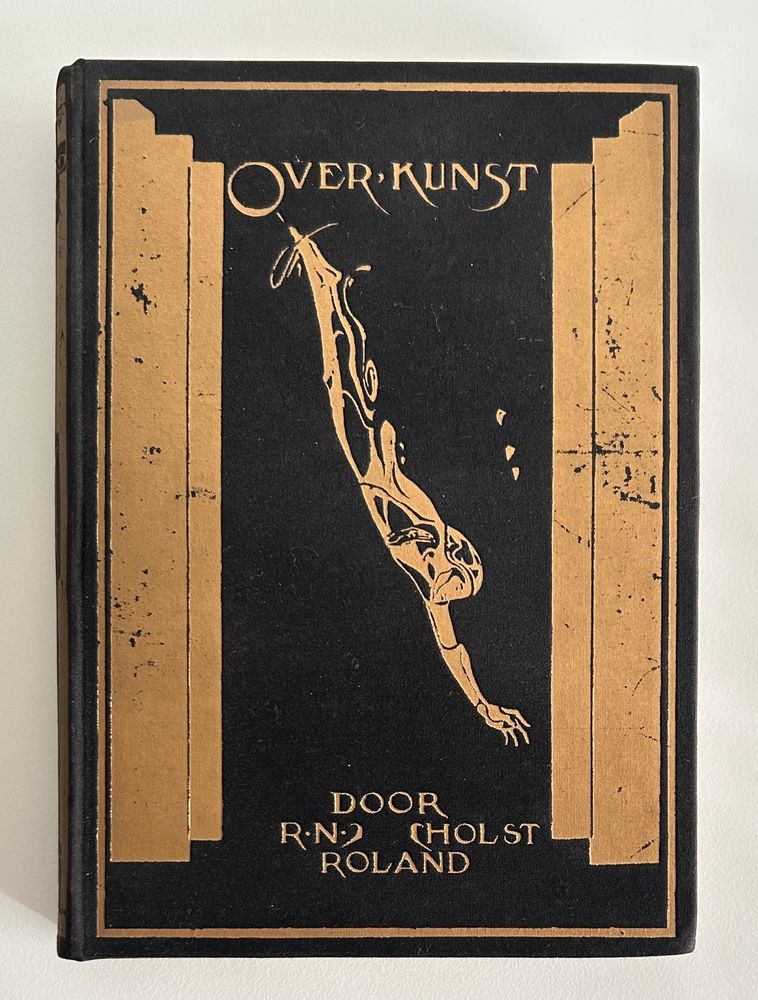 OVER, KUNST
DOOR
R·N·) (HOLST
ROLAND